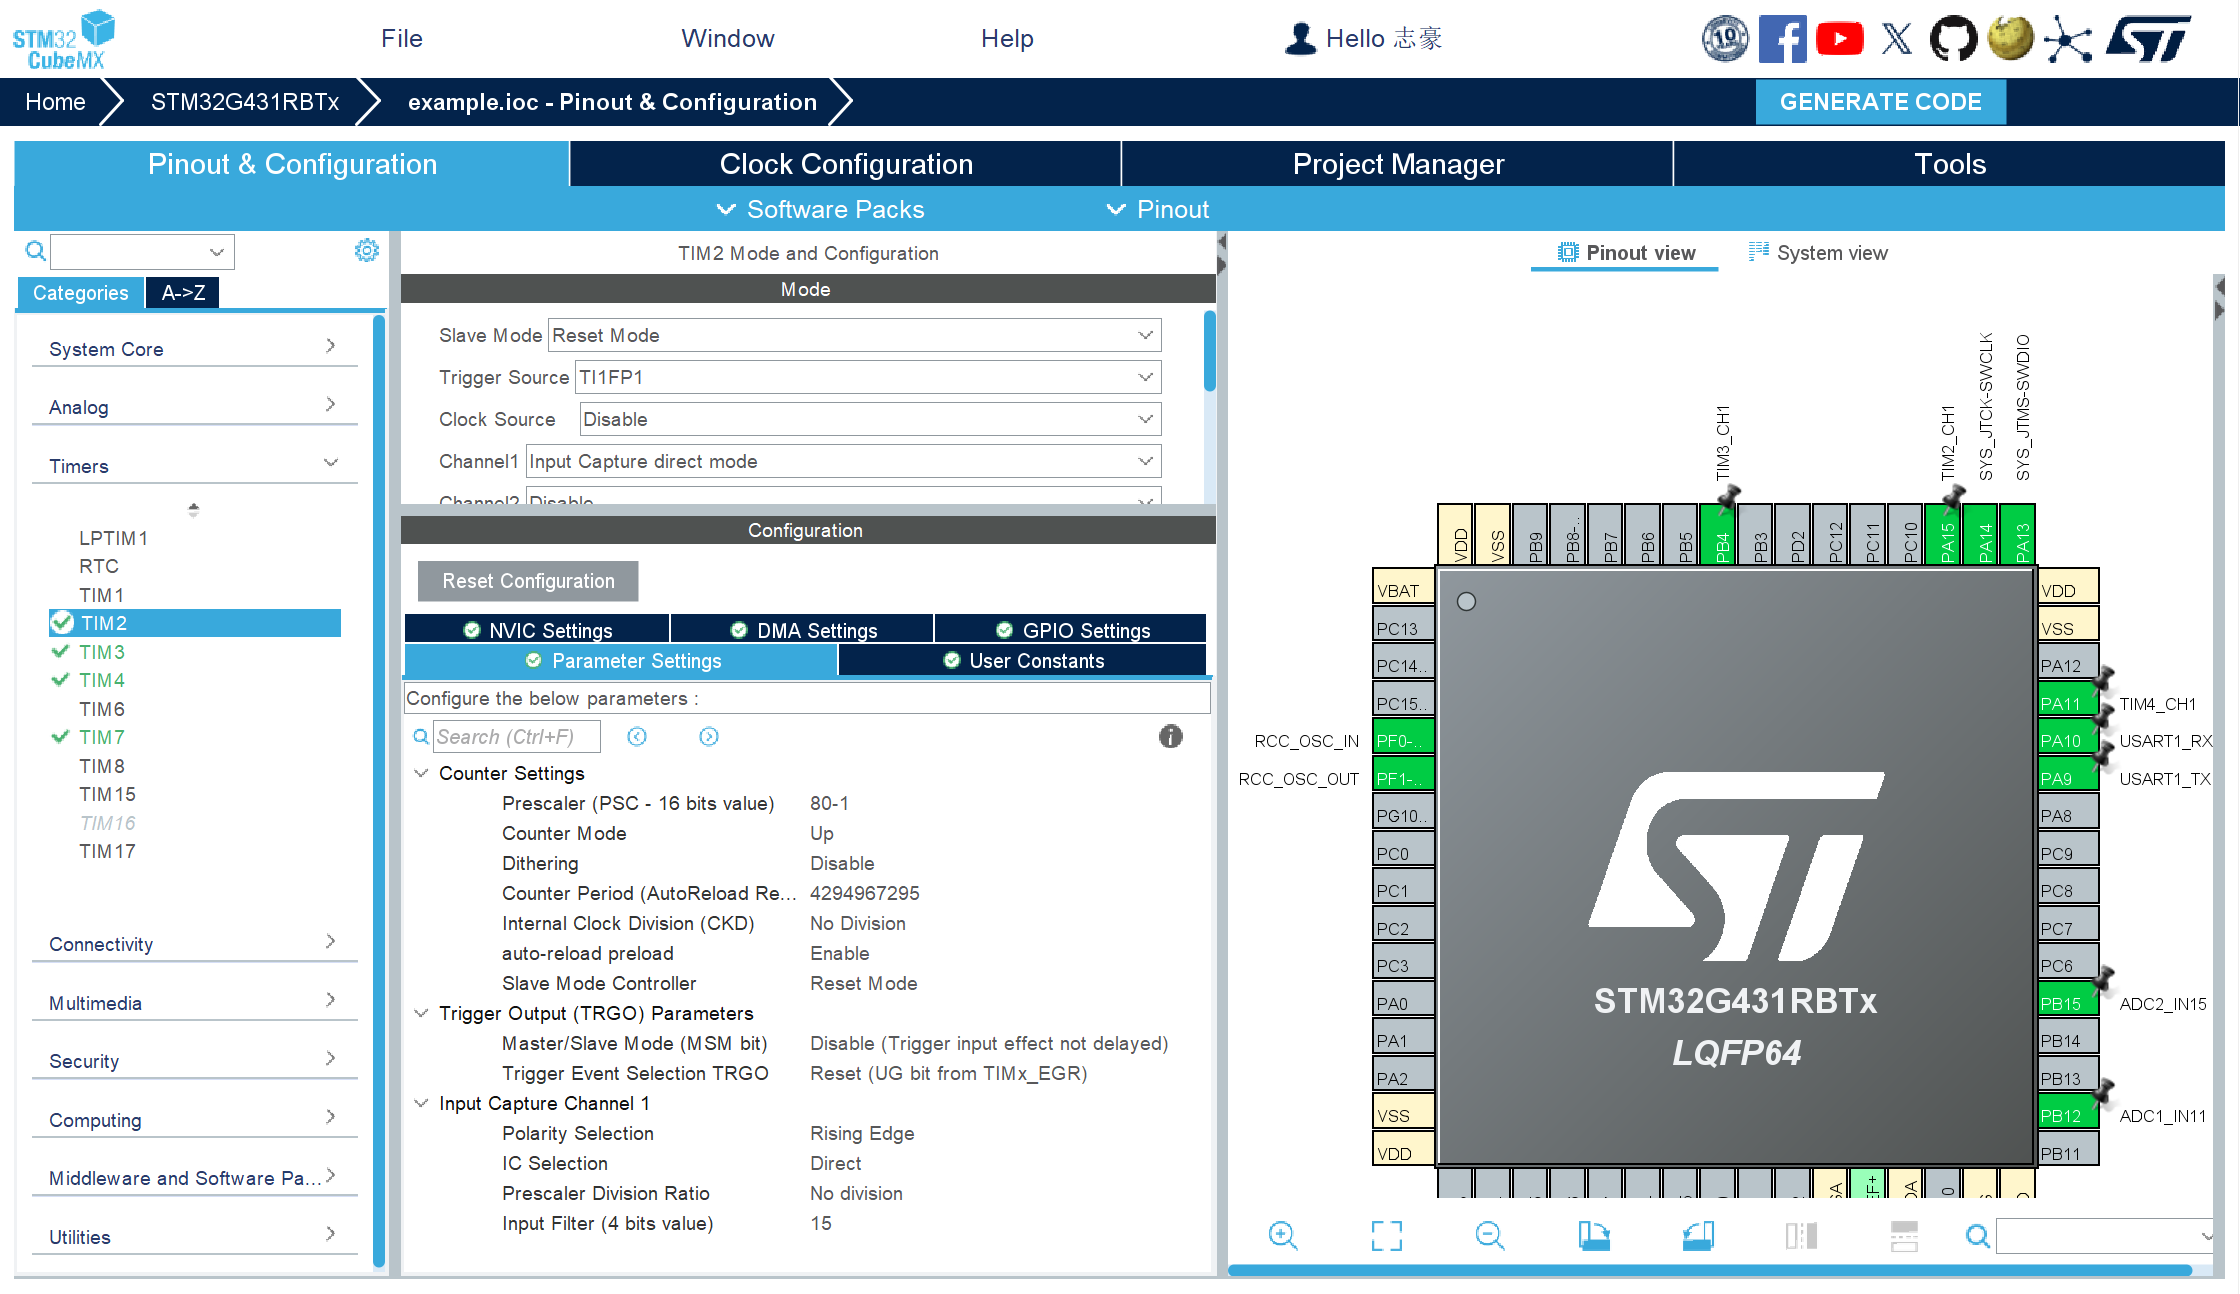 STM32
CubeMX
File
Window
Help
Hello 志豪
10
Home
STM32G431RBTx
example.ioc - Pinout & Configuration
GENERATE CODE
Pinout & Configuration
Clock Configuration
Project Manager
Tools
Software Packs
Pinout
Categories
A->Z
System Core
Analog
Timers
LPTIM1
RTC
TIM1
TIM2
TIM3
TIM4
TIM6
TIM7
TIM8
TIM15
TIM16
TIM17
Connectivity
Multimedia
Security
Computing
Middleware and Software Pa...
Utilities
TIM2 Mode and Configuration
Mode
Slave Mode Reset Mode
Trigger Source TI1FP1
Clock Source Disable
Channel1 Input Capture direct mode
Channel2 Disable
Configuration
Reset Configuration
NVIC Settings
DMA Settings
GPIO Settings
Parameter Settings
User Constants
Configure the below parameters :
Search (Ctrl+F)
Counter Settings
Prescaler (PSC - 16 bits value) 80-1
Counter Mode Up
Dithering Disable
Counter Period (AutoReload Re... 4294967295
Internal Clock Division (CKD) No Division
auto-reload preload Enable
Slave Mode Controller Reset Mode
Trigger Output (TRGO) Parameters
Master/Slave Mode (MSM bit) Disable (Trigger input effect not delayed)
Trigger Event Selection TRGO Reset (UG bit from TIMx_EGR)
Input Capture Channel 1
Polarity Selection Rising Edge
IC Selection Direct
Prescaler Division Ratio No division
Input Filter (4 bits value) 15
Pinout view
System view
TIM3_CH1
TIM2_CH1
SYS_JTCK-SWCLK
SYS_JTMS-SWDIO
VDD
VSS
PB9
PB8-..
PB7
PB6
PB5
PB4
PB3
PD2
PC12
PC11
PC10
PA15
PA14
PA13
VBAT
PC13
PC14..
PC15..
RCC_OSC_IN PF0-..
RCC_OSC_OUT PF1-..
PG10..
PC0
PC1
PC2
PC3
PA0
PA1
PA2
VSS
VDD
STM32G431RBTx
LQFP64
VDD
VSS
PA12
PA11 TIM4_CH1
PA10 USART1_RX
PA9 USART1_TX
PA8
PC9
PC8
PC7
PC6
PB15 ADC2_IN15
PB14
PB13
PB12 ADC1_IN11
PB11